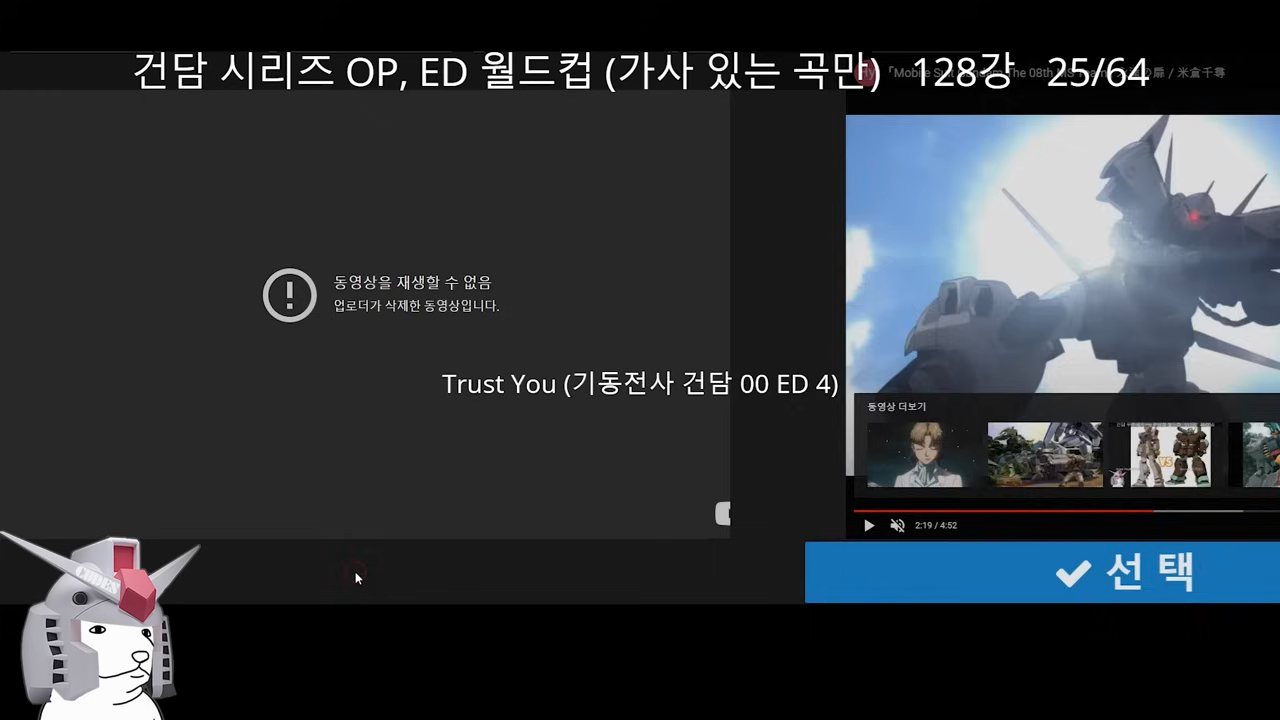 건담 시리즈 OP, ED 월드컵 (가사 있는 곡만) 128강 25/64
동영상을 재생할 수 없음
업로더가 삭제한 동영상입니다.
Trust You (기동전사 건담 00 ED 4)
동영상 더보기
VS
2:19 / 4:52
선 택